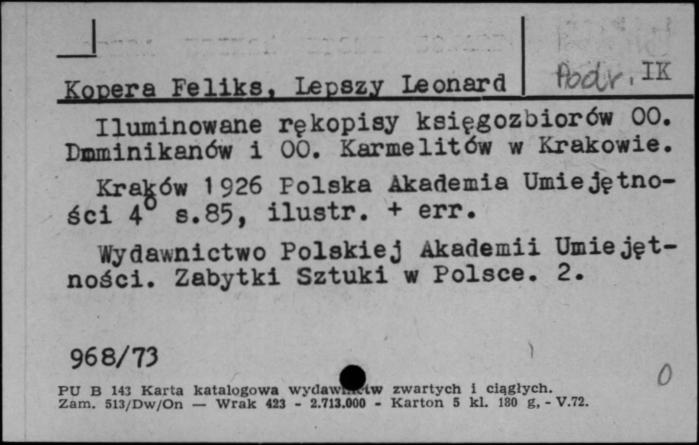 Podr. IK
Kopera Feliks, Lepszy Leonard
Iluminowane rękopisy księgozbiorów OO.
Dmminikanów i OO. Karmelitów w Krakowie.
Kraków 1926 Polska Akademia Umiejętno-
ści 4° s.85, ilustr. + err.
Wydawnictwo Polskiej Akademii Umiejęt-
ności. Zabytki Sztuki w Polsce. 2.
968/73
0
PU B 143 Karta katalogowa wydawnictw zwartych i ciągłych.
Zam. 513/Dw/On — Wrak 423 - 2.713.000 - Karton 5 kl. 180 g, - V.72.